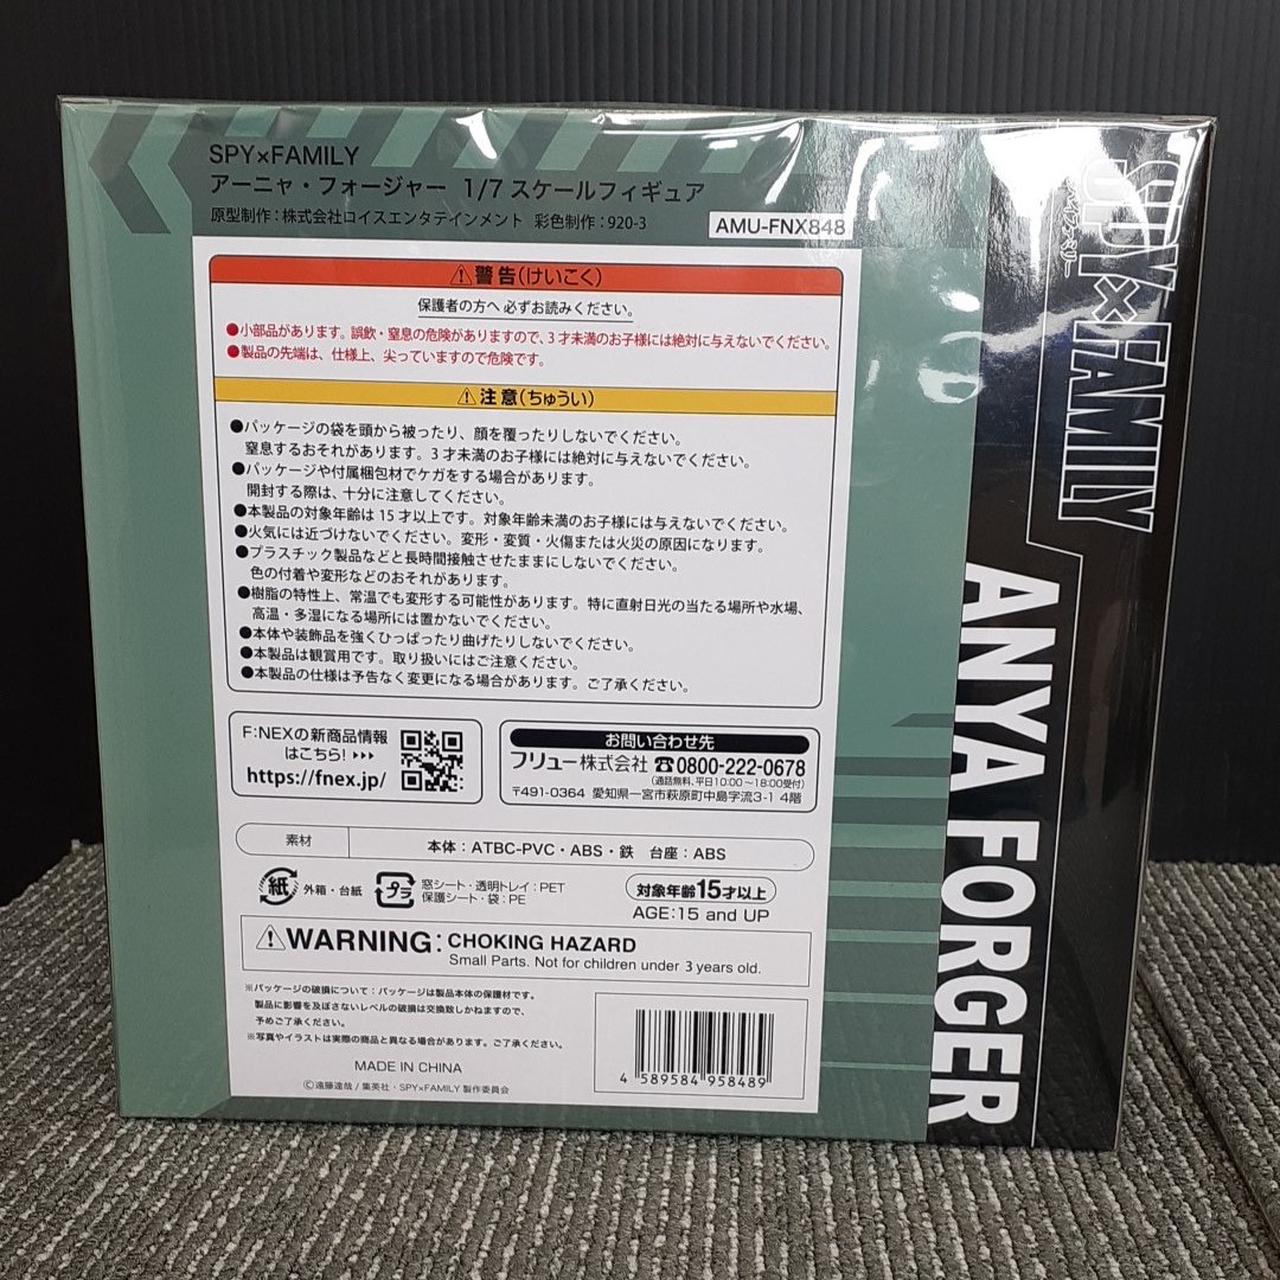 SPY×FAMILY
アーニャ・フォージャー 1/7 スケールフィギュア
原型制作：株式会社ロイスエンタテインメント 彩色制作：920-3
AMU-FNX848
⚠警告(けいこく)
保護者の方へ 必ずお読みください。
●小部品があります。誤飲・窒息の危険がありますので、3才未満のお子様には絶対に与えないでください。
●製品の先端は、仕様上、尖っていますので危険です。
⚠注意(ちゅうい)
●パッケージの袋を頭から被ったり、顔を覆ったりしないでください。
窒息するおそれがあります。3才未満のお子様には絶対に与えないでください。
●パッケージや付属梱包材でケガをする場合があります。
開封する際は、十分に注意してください。
●本製品の対象年齢は15才以上です。対象年齢未満のお子様には与えないでください。
●火気には近づけないでください。変形・変質・火傷または火災の原因になります。
●プラスチック製品などと長時間接触させたままにしないでください。
色の付着や変形などのおそれがあります。
●樹脂の特性上、常温でも変形する可能性があります。特に直射日光の当たる場所や水場、
高温・多湿になる場所には置かないでください。
●本体や装飾品を強くひっぱったり曲げたりしないでください。
●本製品は観賞用です。取り扱いにはご注意ください。
●本製品の仕様は予告なく変更になる場合があります。ご了承ください。
F:NEXの新商品情報
はこちら!▸▸▸
https://fnex.jp/
お問い合わせ先
フリュー株式会社 ☎0800-222-0678
(通話無料、平日10:00～18:00受付)
〒491-0364 愛知県一宮市萩原町中島字流3-1 4階
素材
本体：ATBC-PVC・ABS・鉄 台座：ABS
紙 外箱・台紙
プラ 窓シート・透明トレイ：PET
保護シート・袋：PE
対象年齢15才以上
AGE:15 and UP
⚠WARNING: CHOKING HAZARD
Small Parts. Not for children under 3 years old.
※パッケージの破損について：パッケージは製品本体の保護材です。
製品に影響を及ぼさないレベルの破損は交換致しかねますので、
予めご了承ください。
※写真やイラストは実際の商品と異なる場合があります。ご了承ください。
MADE IN CHINA
©遠藤達哉／集英社・SPY×FAMILY製作委員会
4 589584 958489
SPY×FAMILY
スパイファミリー
ANYA FORGER